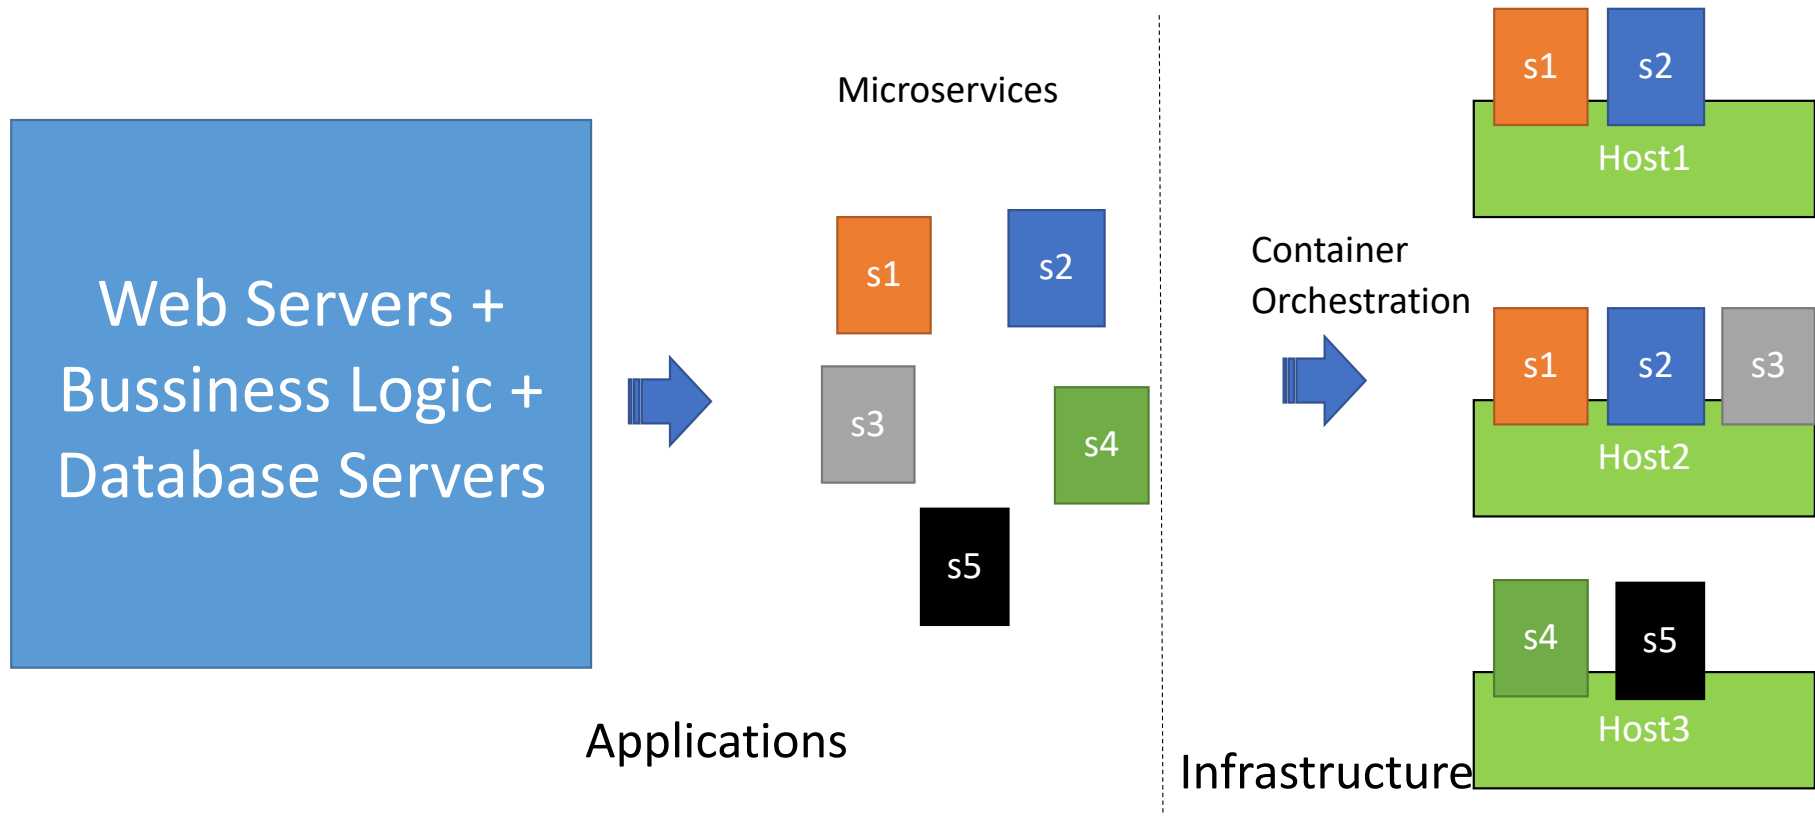 Web Servers +
Bussiness Logic +
Database Servers
Microservices
s1
s2
s3
s4
s5
Applications
Container
Orchestration
Infrastructure
s1
s2
Host1
s1
s2
s3
Host2
s4
s5
Host3